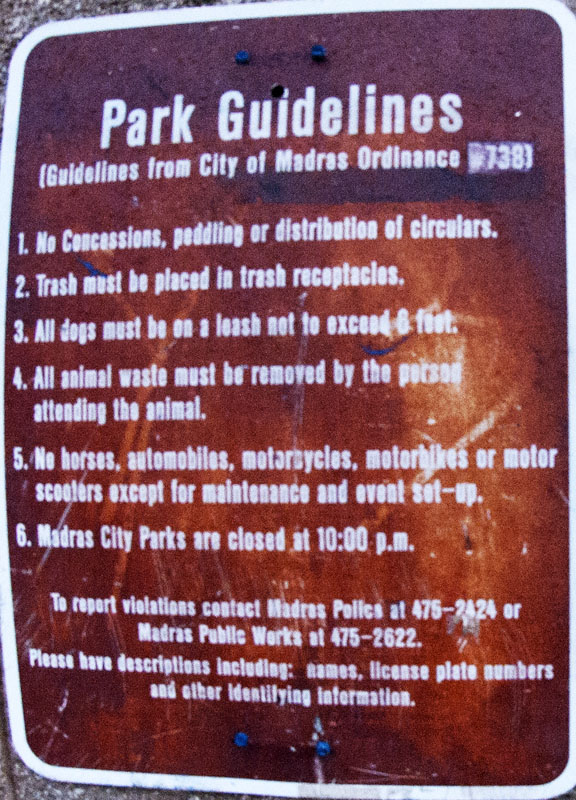 Park Guidelines
(Guidelines from City of Madras Ordinance #738)
1. No Concessions, peddling or distribution of circulars.
2. Trash must be placed in trash receptacles.
3. All dogs must be on a leash not to exceed 6 feet.
4. All animal waste must be removed by the person
attending the animal.
5. No horses, automobiles, motorcycles, motorbikes or motor
scooters except for maintenance and event set-up.
6. Madras City Parks are closed at 10:00 p.m.
To report violations contact Madras Police at 475-2424 or
Madras Public Works at 475-2622.
Please have descriptions including: names, license plate numbers
and other identifying information.